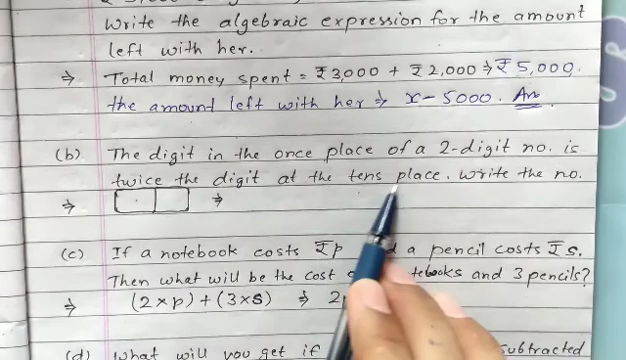 Write the algebraic expression for the amount
left with her.
⇒ Total money spent = ₹3,000 + ₹2,000 ⇒ ₹5,000.
the amount left with her ⇒ x – 5000. Ans
(b) The digit in the once place of a 2-digit no. is
twice the digit at the tens place. Write the no.
⇒ ⇒
(c) If a notebook costs ₹p a pencil costs ₹s.
Then what will be the cost and 3 pencils?
⇒ (2×p) + (3×s) ⇒ 2
(d) What will you get if subtracted